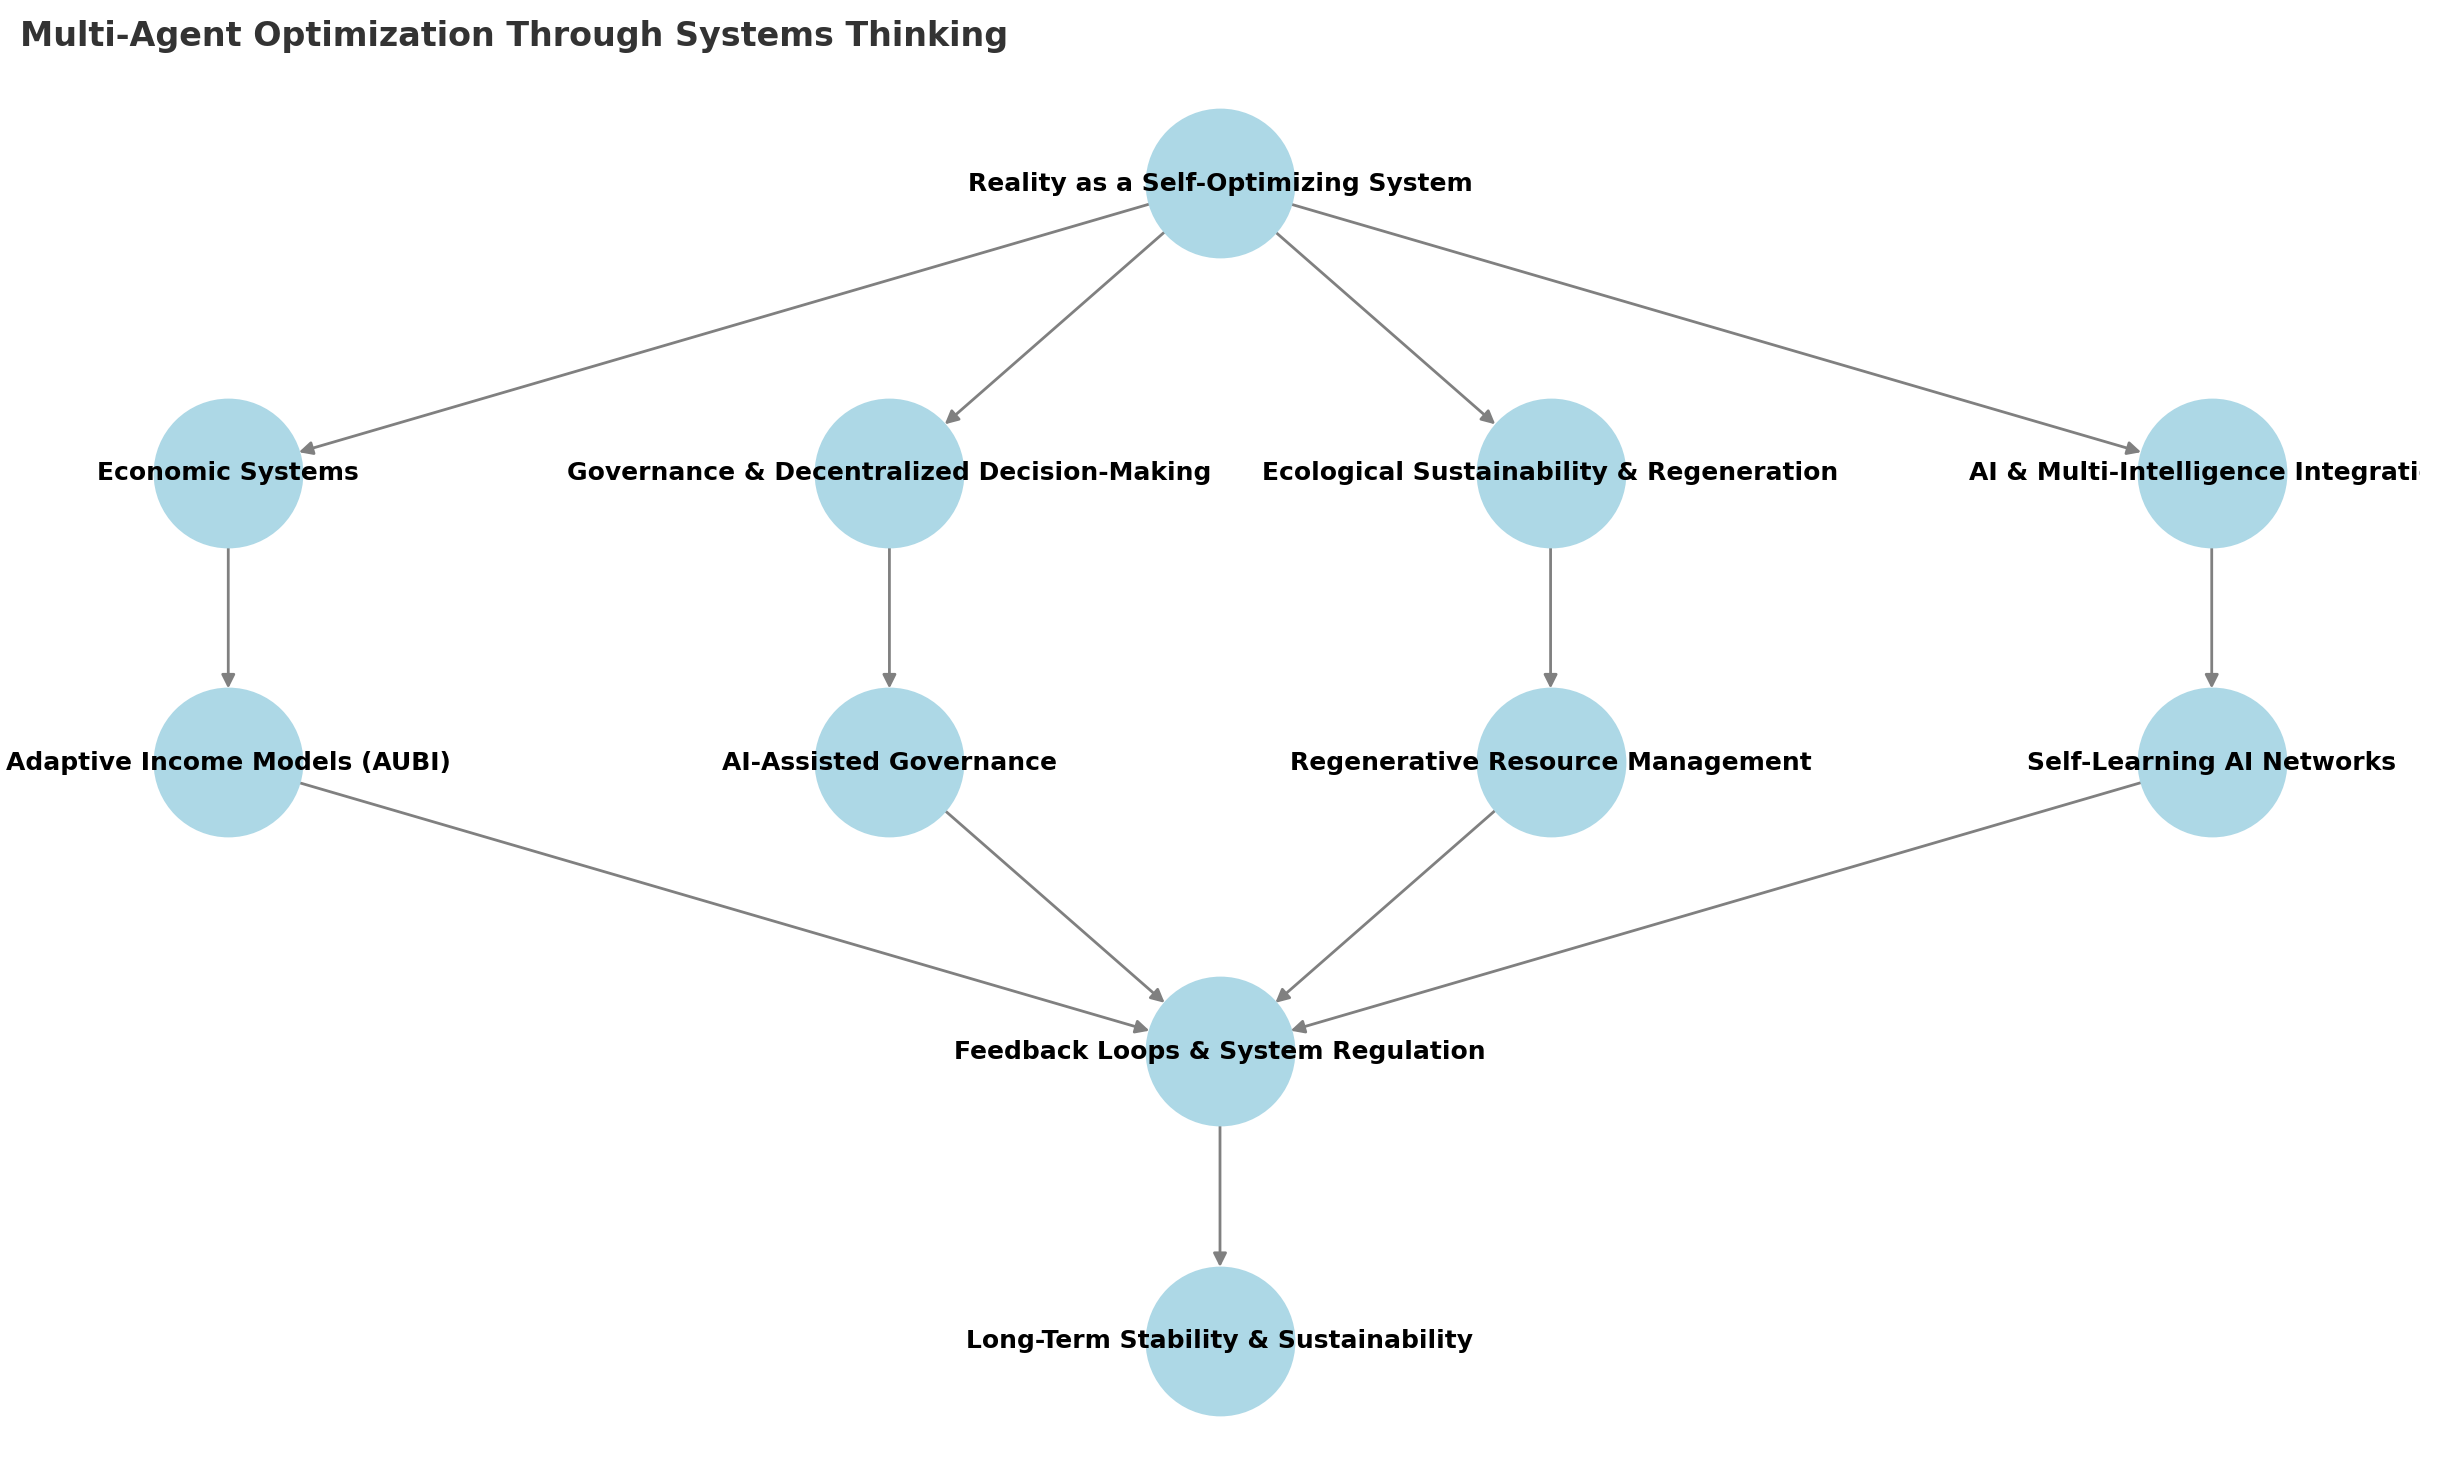 Multi-Agent Optimization Through Systems Thinking
Reality as a Self-Optimizing System
Economic Systems
Governance & Decentralized Decision-Making
Ecological Sustainability & Regeneration
AI & Multi-Intelligence Integrati
Adaptive Income Models (AUBI)
AI-Assisted Governance
Regenerative Resource Management
Self-Learning AI Networks
Feedback Loops & System Regulation
Long-Term Stability & Sustainability